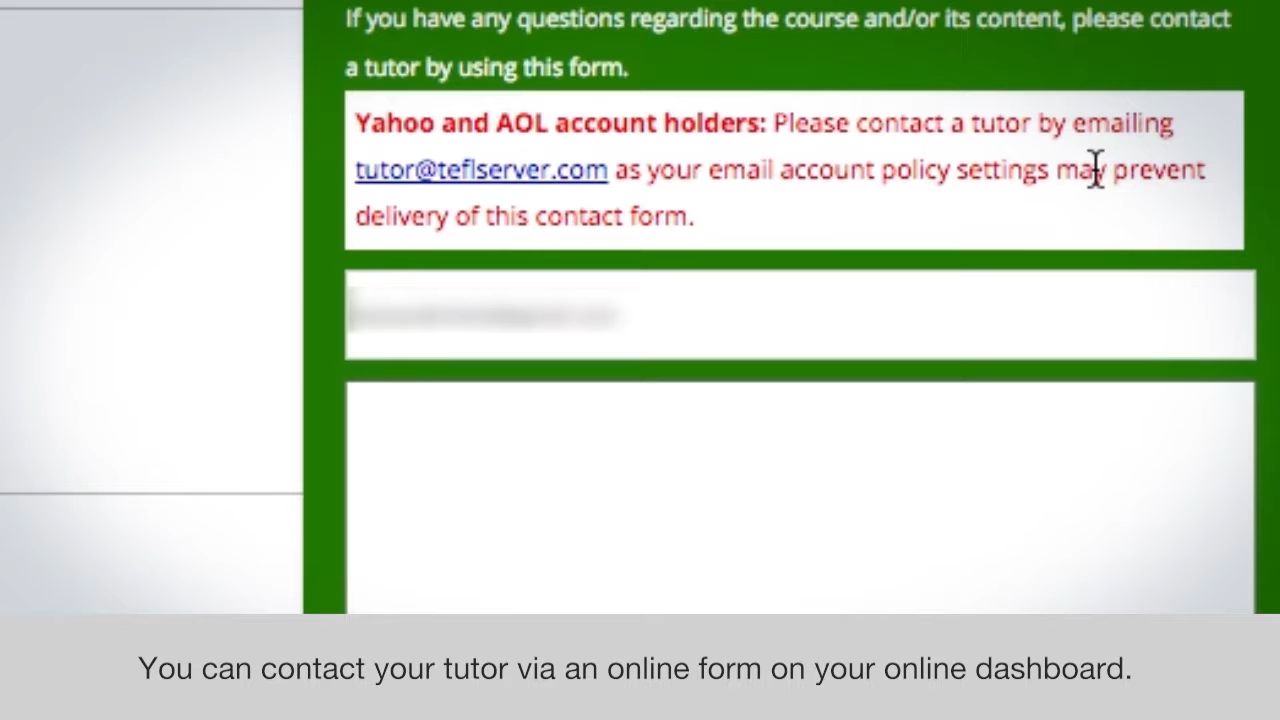 If you have any questions regarding the course and/or its content, please contact
a tutor by using this form.
Yahoo and AOL account holders: Please contact a tutor by emailing
tutor@teflserver.com as your email account policy settings may prevent
delivery of this contact form.
You can contact your tutor via an online form on your online dashboard.